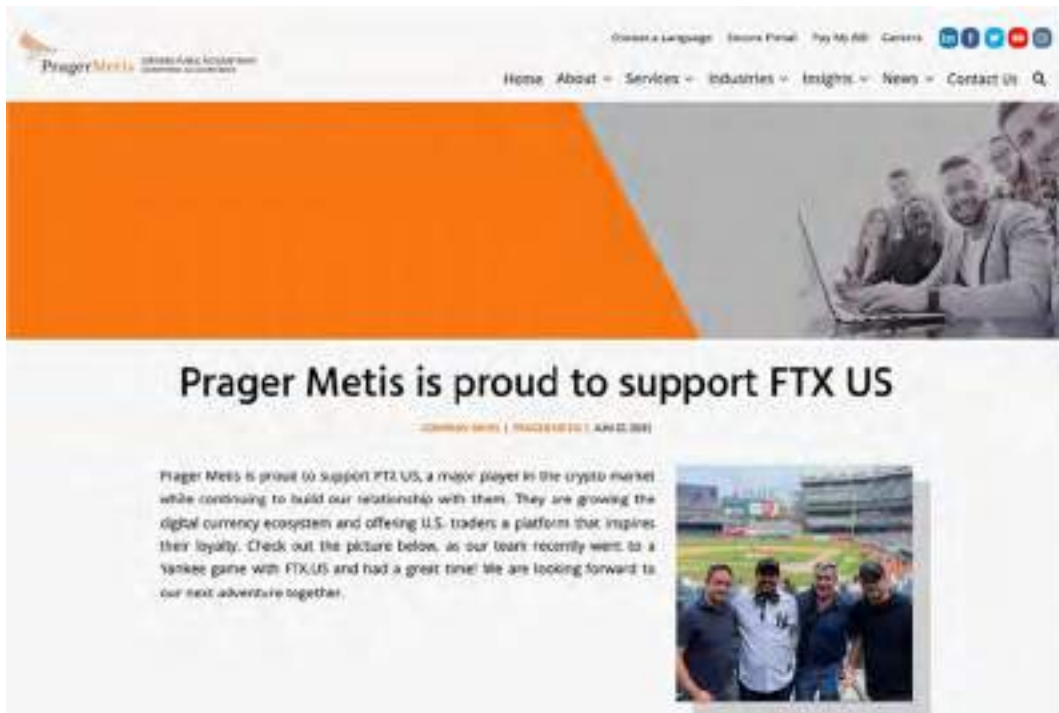 PragerMetis
Choose a Language Secure Portal Pay My Bill Careers
Home About Services Industries Insights News Contact Us
Prager Metis is proud to support FTX US
COMPANY NEWS | PRAGER METIS |
Prager Metis is proud to support FTX US, a major player in the crypto market
while continuing to build our relationship with them. They are growing the
digital currency ecosystem and offering U.S. traders a platform that inspires
their loyalty. Check out the picture below, as our team recently went to a
Yankee game with FTX.US and had a great time! We are looking forward to
our next adventure together.